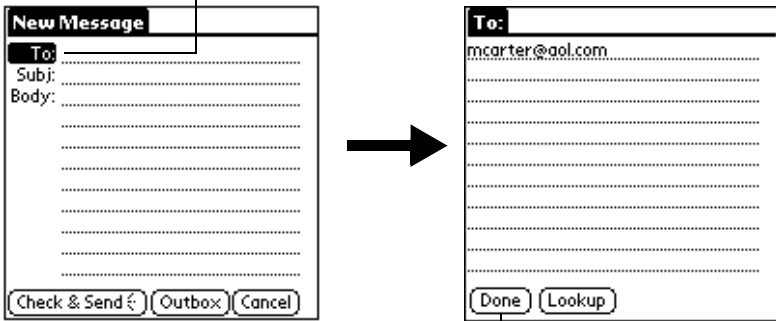 New Message
To:
Subj:
Body:
Check & Send Outbox Cancel
To:
mcarter@aol.com
Done Lookup